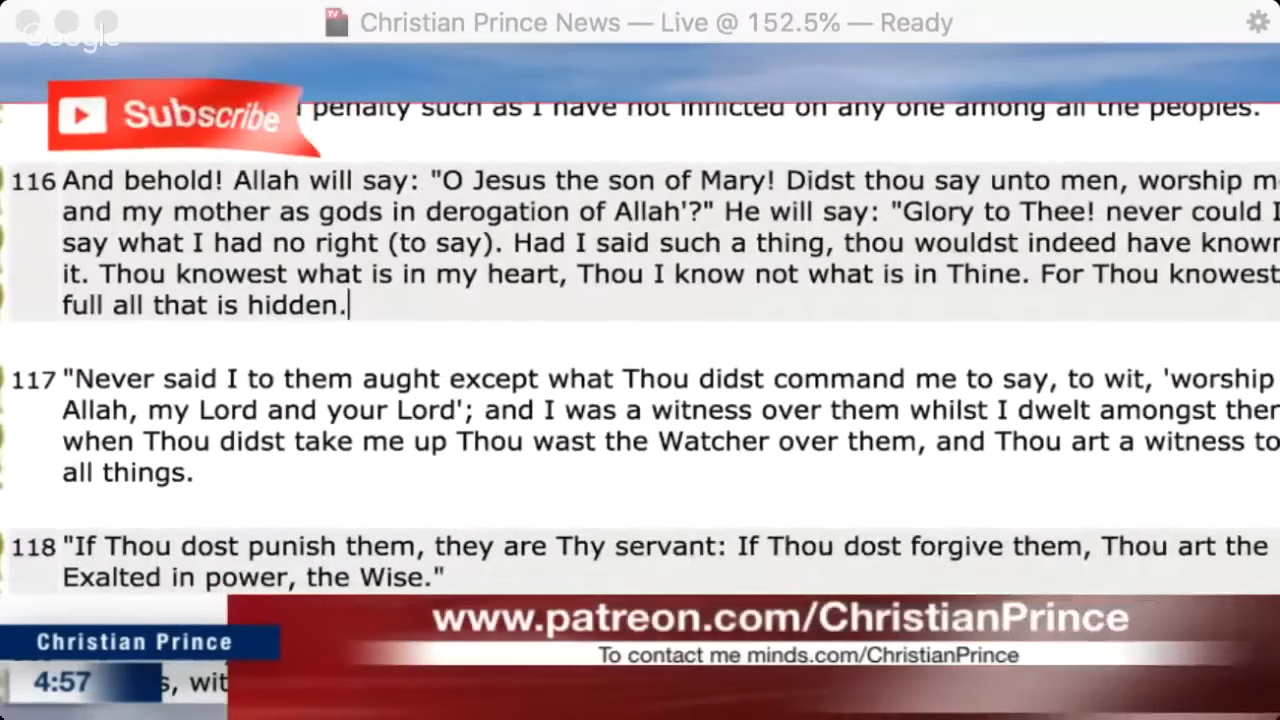 Christian Prince News — Live @ 152.5% — Ready
Google
Subscribe
penalty such as I have not inflicted on any one among all the peoples.
116 And behold! Allah will say: "O Jesus the son of Mary! Didst thou say unto men, worship m
and my mother as gods in derogation of Allah'?" He will say: "Glory to Thee! never could I
say what I had no right (to say). Had I said such a thing, thou wouldst indeed have known
it. Thou knowest what is in my heart, Thou I know not what is in Thine. For Thou knowest
full all that is hidden.
117 "Never said I to them aught except what Thou didst command me to say, to wit, 'worship
Allah, my Lord and your Lord'; and I was a witness over them whilst I dwelt amongst them
when Thou didst take me up Thou wast the Watcher over them, and Thou art a witness to
all things.
118 "If Thou dost punish them, they are Thy servant: If Thou dost forgive them, Thou art the
Exalted in power, the Wise."
www.patreon.com/ChristianPrince
Christian Prince
To contact me minds.com/ChristianPrince
4:57
s, wit